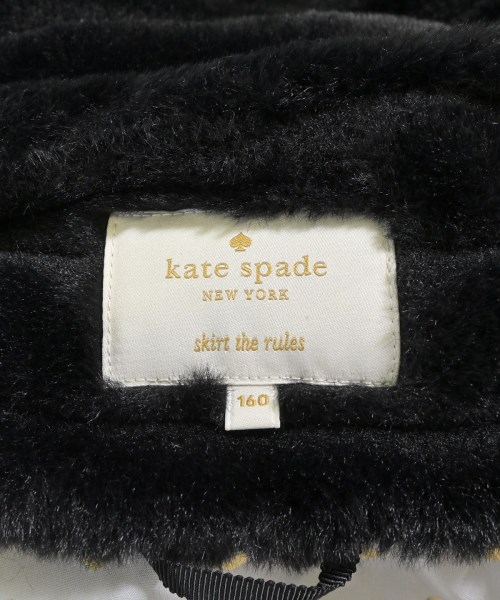 kate spade
NEW YORK
skirt the rules
160